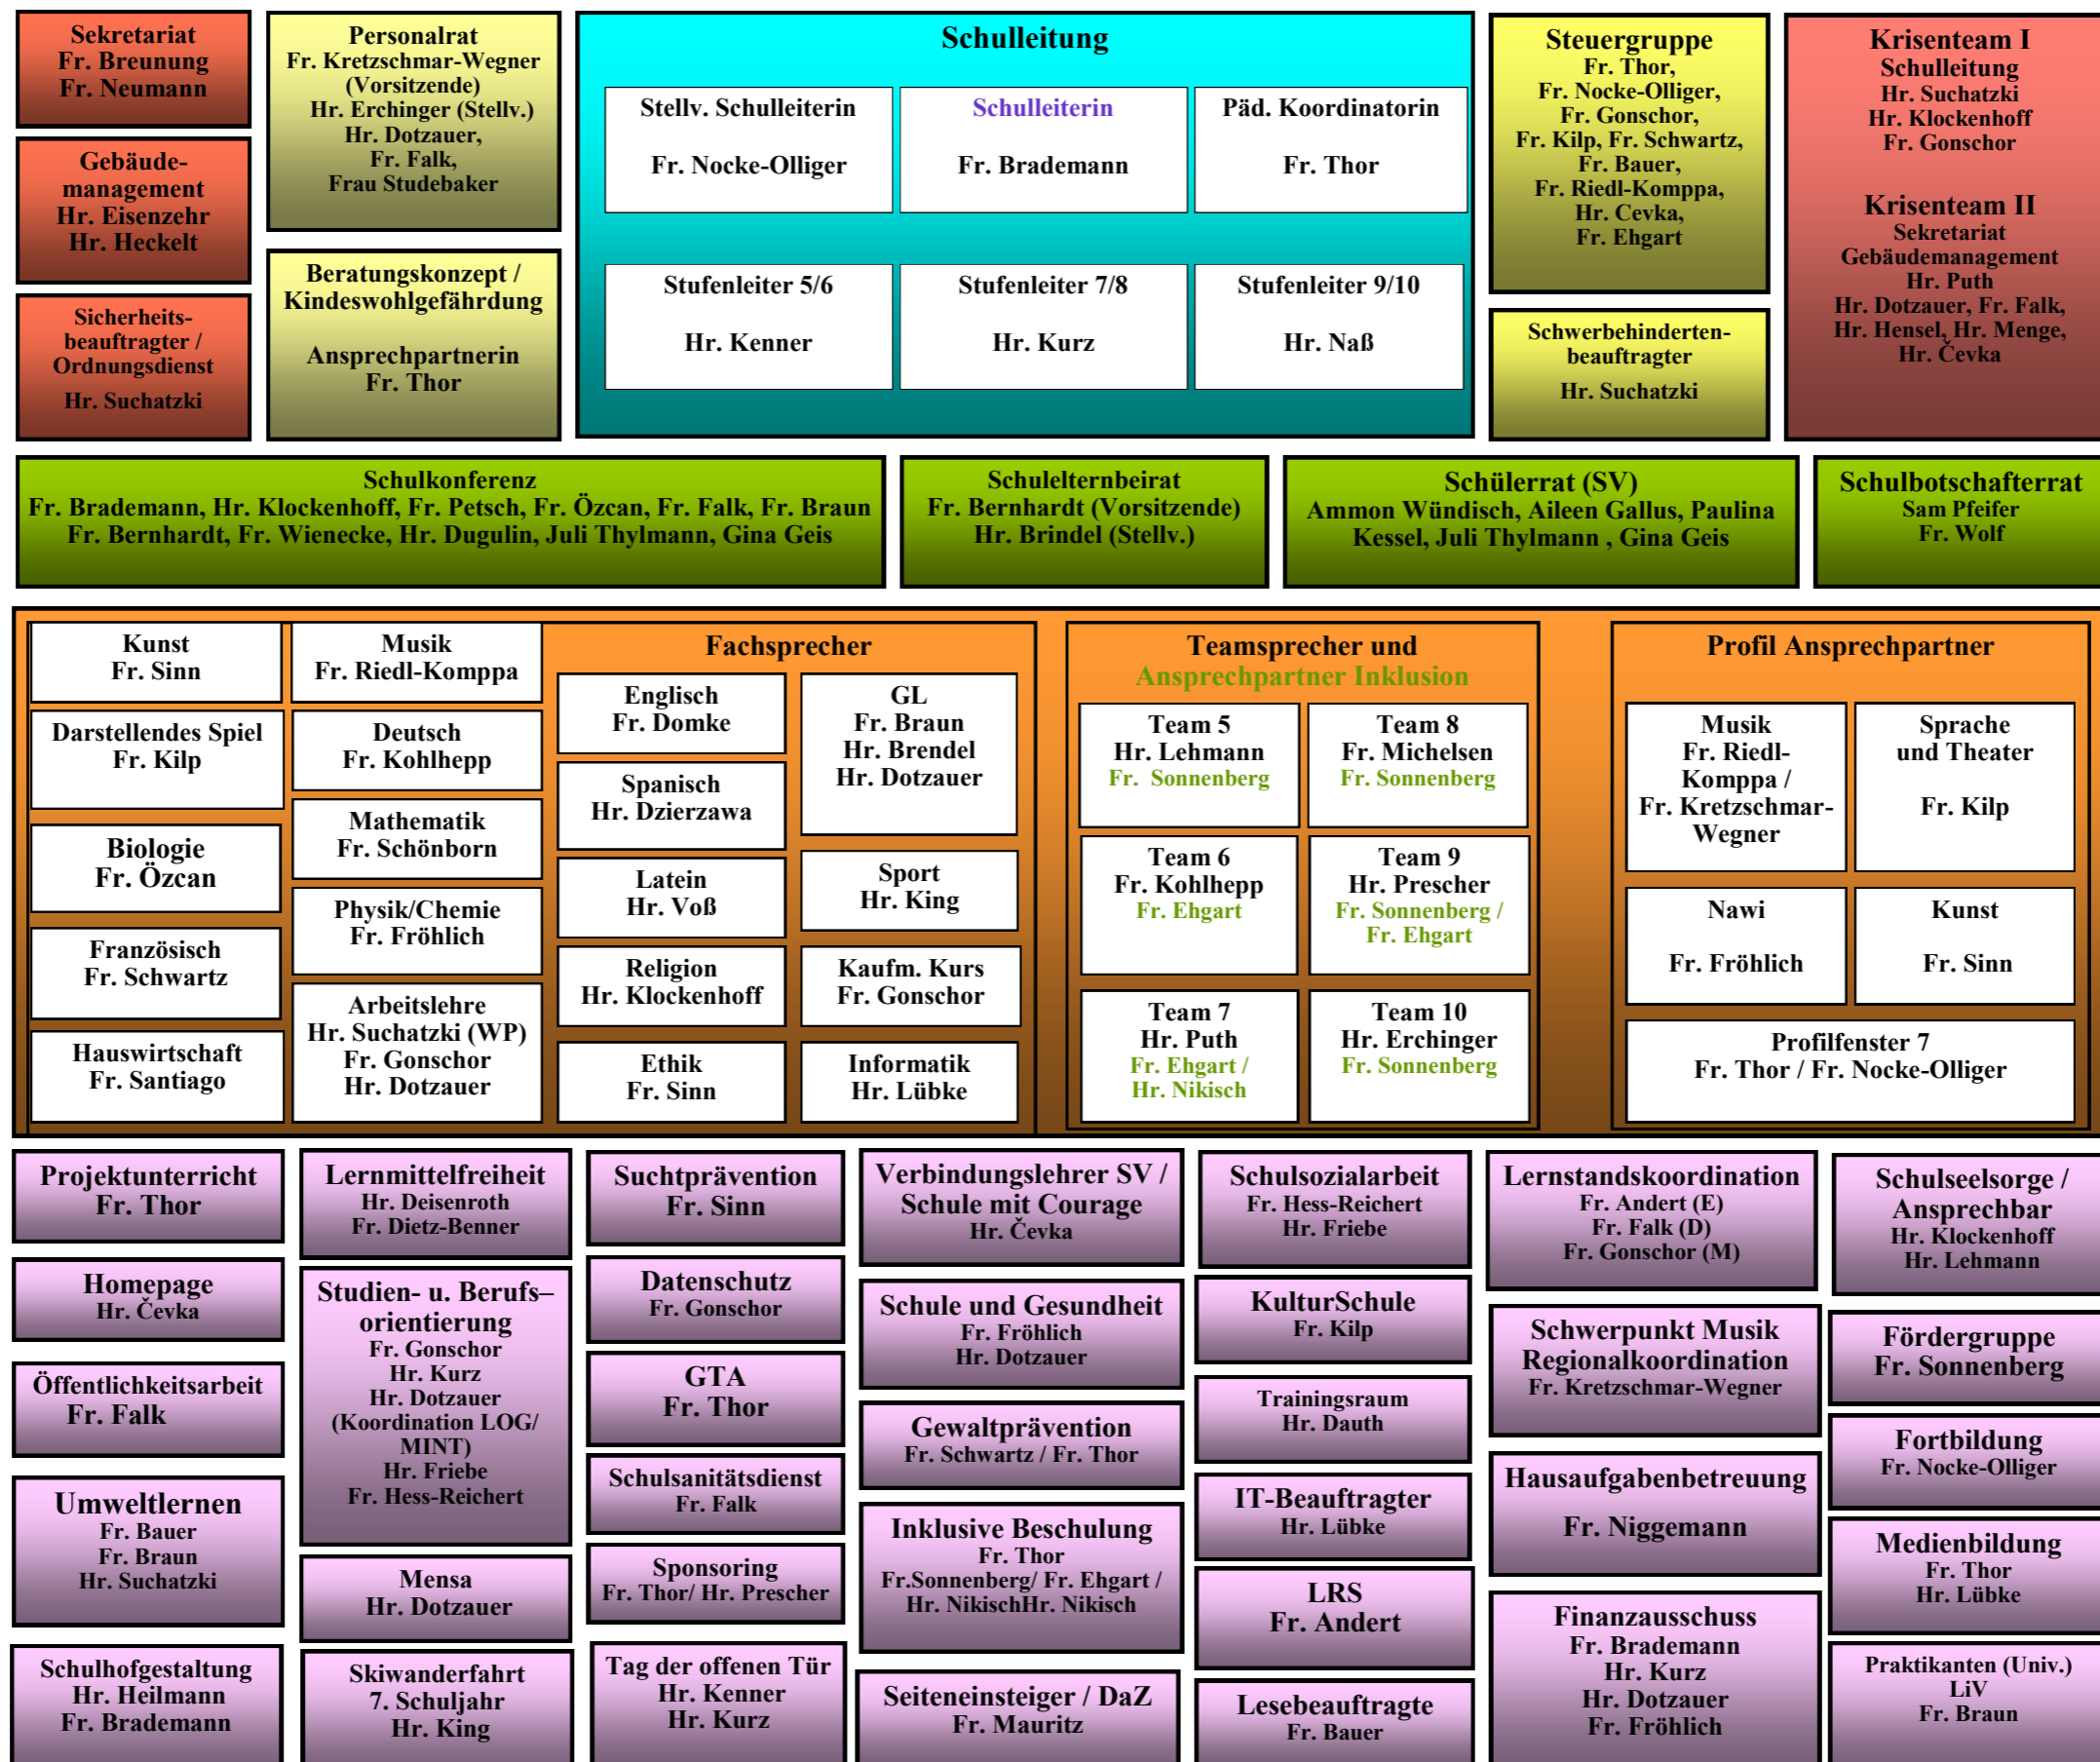 Sekretariat
Fr. Breunung
Fr. Neumann
Gebäude-
management
Hr. Eisenzehr
Hr. Heckelt
Sicherheits-
beauftragter /
Ordnungsdienst
Hr. Suchatzki
Personalrat
Fr. Kretzschmar-Wegner
(Vorsitzende)
Hr. Erchinger (Stellv.)
Hr. Dotzauer,
Fr. Falk,
Frau Studebaker
Beratungskonzept /
Kindeswohlgefährdung
Ansprechpartnerin
Fr. Thor
Schulleitung
Stellv. Schulleiterin
Fr. Nocke-Olliger
Schulleiterin
Fr. Brademann
Päd. Koordinatorin
Fr. Thor
Stufenleiter 5/6
Hr. Kenner
Stufenleiter 7/8
Hr. Kurz
Stufenleiter 9/10
Hr. Naß
Steuergruppe
Fr. Thor,
Fr. Nocke-Olliger,
Fr. Gonschor,
Fr. Kilp, Fr. Schwartz,
Fr. Bauer,
Fr. Riedl-Komppa,
Hr. Cevka,
Fr. Ehgart
Schwerbehinderten-
beauftragter
Hr. Suchatzki
Krisenteam I
Schulleitung
Hr. Suchatzki
Hr. Klockenhoff
Fr. Gonschor
Krisenteam II
Sekretariat
Gebäudemanagement
Hr. Puth
Hr. Dotzauer, Fr. Falk,
Hr. Hensel, Hr. Menge,
Hr. Čevka
Schulkonferenz
Fr. Brademann, Hr. Klockenhoff, Fr. Petsch, Fr. Özcan, Fr. Falk, Fr. Braun
Fr. Bernhardt, Fr. Wienecke, Hr. Dugulin, Juli Thylmann, Gina Geis
Schulelternbeirat
Fr. Bernhardt (Vorsitzende)
Hr. Brindel (Stellv.)
Schülerrat (SV)
Ammon Wündisch, Aileen Gallus, Paulina
Kessel, Juli Thylmann , Gina Geis
Schulbotschafterrat
Sam Pfeifer
Fr. Wolf
Fachsprecher
Kunst
Fr. Sinn
Darstellendes Spiel
Fr. Kilp
Biologie
Fr. Özcan
Französisch
Fr. Schwartz
Hauswirtschaft
Fr. Santiago
Musik
Fr. Riedl-Komppa
Deutsch
Fr. Kohlhepp
Mathematik
Fr. Schönborn
Physik/Chemie
Fr. Fröhlich
Arbeitslehre
Hr. Suchatzki (WP)
Fr. Gonschor
Hr. Dotzauer
Englisch
Fr. Domke
Spanisch
Hr. Dzierzawa
Latein
Hr. Voß
Religion
Hr. Klockenhoff
Ethik
Fr. Sinn
GL
Fr. Braun
Hr. Brendel
Hr. Dotzauer
Sport
Hr. King
Kaufm. Kurs
Fr. Gonschor
Informatik
Hr. Lübke
Teamsprecher und
Ansprechpartner Inklusion
Team 5
Hr. Lehmann
Fr. Sonnenberg
Team 8
Fr. Michelsen
Fr. Sonnenberg
Team 6
Fr. Kohlhepp
Fr. Ehgart
Team 9
Hr. Prescher
Fr. Sonnenberg /
Fr. Ehgart
Team 7
Hr. Puth
Fr. Ehgart /
Hr. Nikisch
Team 10
Hr. Erchinger
Fr. Sonnenberg
Profil Ansprechpartner
Musik
Fr. Riedl-
Komppa /
Fr. Kretzschmar-
Wegner
Sprache
und Theater
Fr. Kilp
Nawi
Fr. Fröhlich
Kunst
Fr. Sinn
Profilfenster 7
Fr. Thor / Fr. Nocke-Olliger
Projektunterricht
Fr. Thor
Homepage
Hr. Čevka
Öffentlichkeitsarbeit
Fr. Falk
Umweltlernen
Fr. Bauer
Fr. Braun
Hr. Suchatzki
Schulhofgestaltung
Hr. Heilmann
Fr. Brademann
Lernmittelfreiheit
Hr. Deisenroth
Fr. Dietz-Benner
Studien- u. Berufs–
orientierung
Fr. Gonschor
Hr. Kurz
Hr. Dotzauer
(Koordination LOG/
MINT)
Hr. Friebe
Fr. Hess-Reichert
Mensa
Hr. Dotzauer
Skiwanderfahrt
7. Schuljahr
Hr. King
Suchtprävention
Fr. Sinn
Datenschutz
Fr. Gonschor
GTA
Fr. Thor
Schulsanitätsdienst
Fr. Falk
Sponsoring
Fr. Thor/ Hr. Prescher
Tag der offenen Tür
Hr. Kenner
Hr. Kurz
Verbindungslehrer SV /
Schule mit Courage
Hr. Čevka
Schule und Gesundheit
Fr. Fröhlich
Hr. Dotzauer
Gewaltprävention
Fr. Schwartz / Fr. Thor
Inklusive Beschulung
Fr. Thor
Fr.Sonnenberg/ Fr. Ehgart /
Hr. NikischHr. Nikisch
Seiteneinsteiger / DaZ
Fr. Mauritz
Schulsozialarbeit
Fr. Hess-Reichert
Hr. Friebe
KulturSchule
Fr. Kilp
Trainingsraum
Hr. Dauth
IT-Beauftragter
Hr. Lübke
LRS
Fr. Andert
Lesebeauftragte
Fr. Bauer
Lernstandskoordination
Fr. Andert (E)
Fr. Falk (D)
Fr. Gonschor (M)
Schwerpunkt Musik
Regionalkoordination
Fr. Kretzschmar-Wegner
Hausaufgabenbetreuung
Fr. Niggemann
Finanzausschuss
Fr. Brademann
Hr. Kurz
Hr. Dotzauer
Fr. Fröhlich
Schulseelsorge /
Ansprechbar
Hr. Klockenhoff
Hr. Lehmann
Fördergruppe
Fr. Sonnenberg
Fortbildung
Fr. Nocke-Olliger
Medienbildung
Fr. Thor
Hr. Lübke
Praktikanten (Univ.)
LiV
Fr. Braun